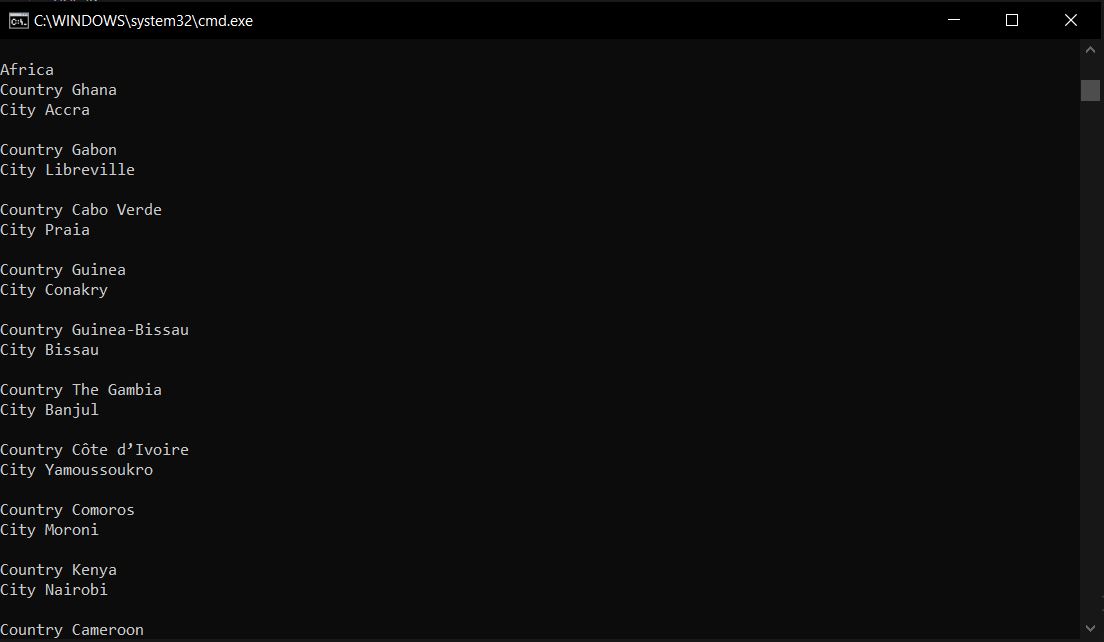 C:\WINDOWS\system32\cmd.exe
Africa
Country Ghana
City Accra
Country Gabon
City Libreville
Country Cabo Verde
City Praia
Country Guinea
City Conakry
Country Guinea-Bissau
City Bissau
Country The Gambia
City Banjul
Country Côte d’Ivoire
City Yamoussoukro
Country Comoros
City Moroni
Country Kenya
City Nairobi
Country Cameroon